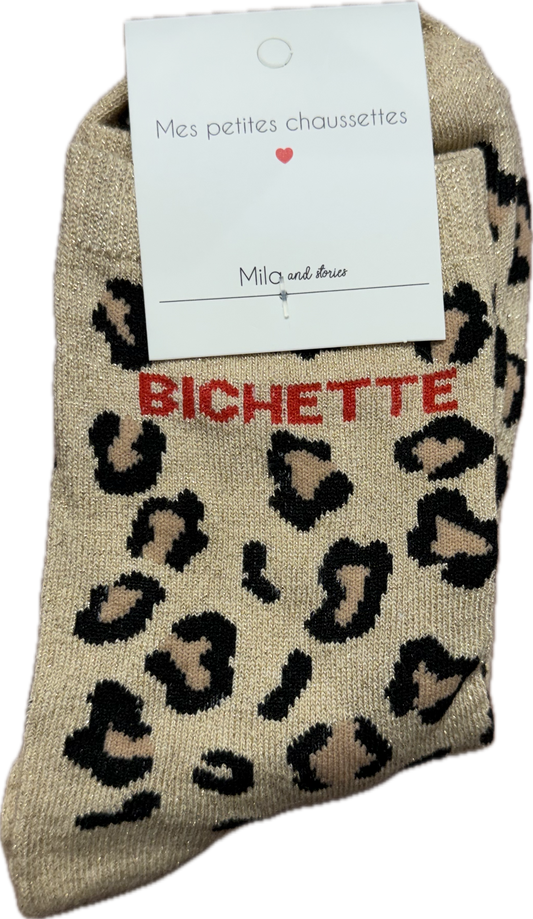 Mes petites chaussettes
Mila and stories
BICHETTE